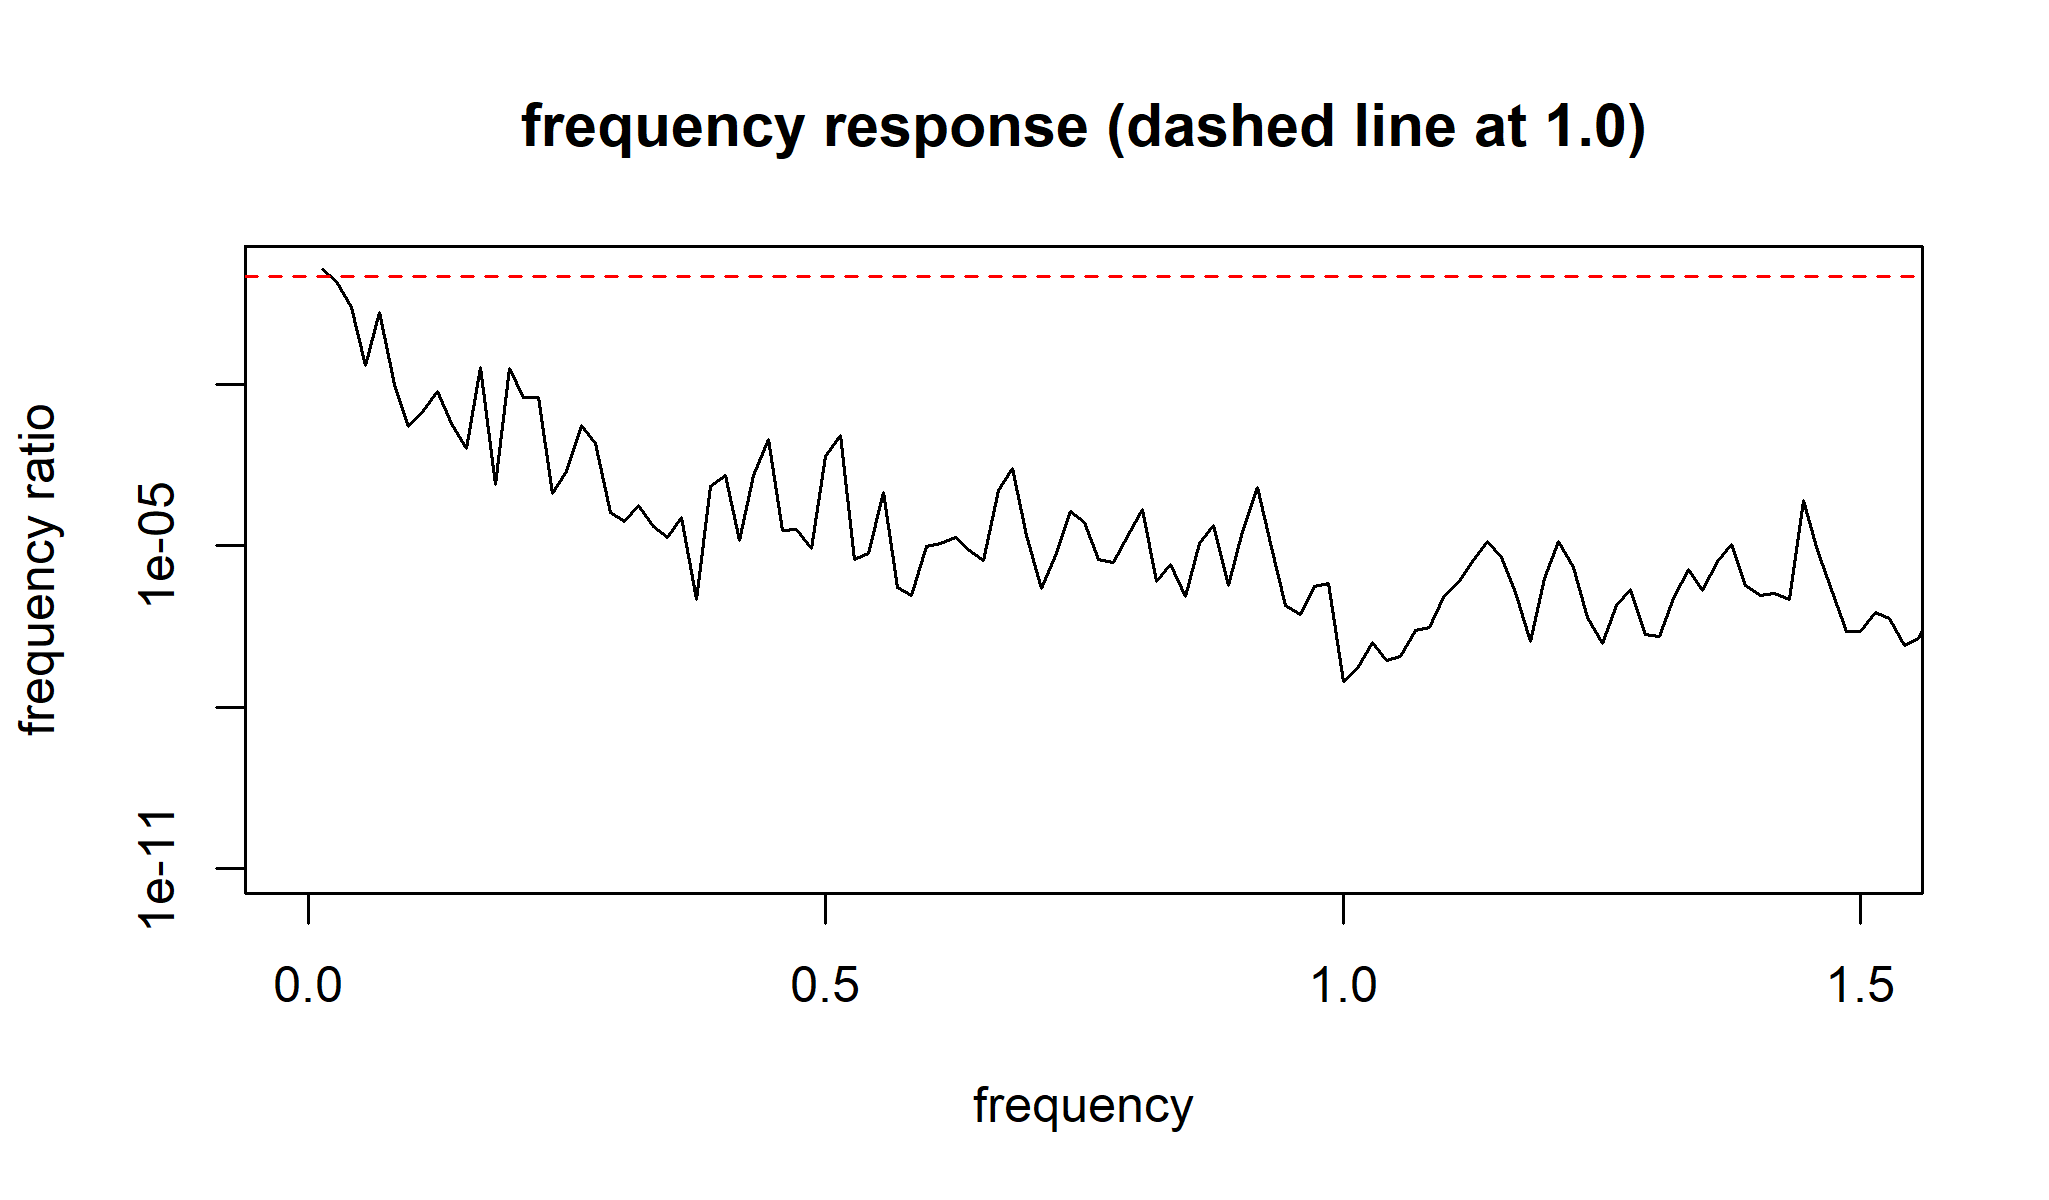 frequency response (dashed line at 1.0)
frequency ratio
1e-05
1e-11
0.0 0.5 1.0 1.5
frequency